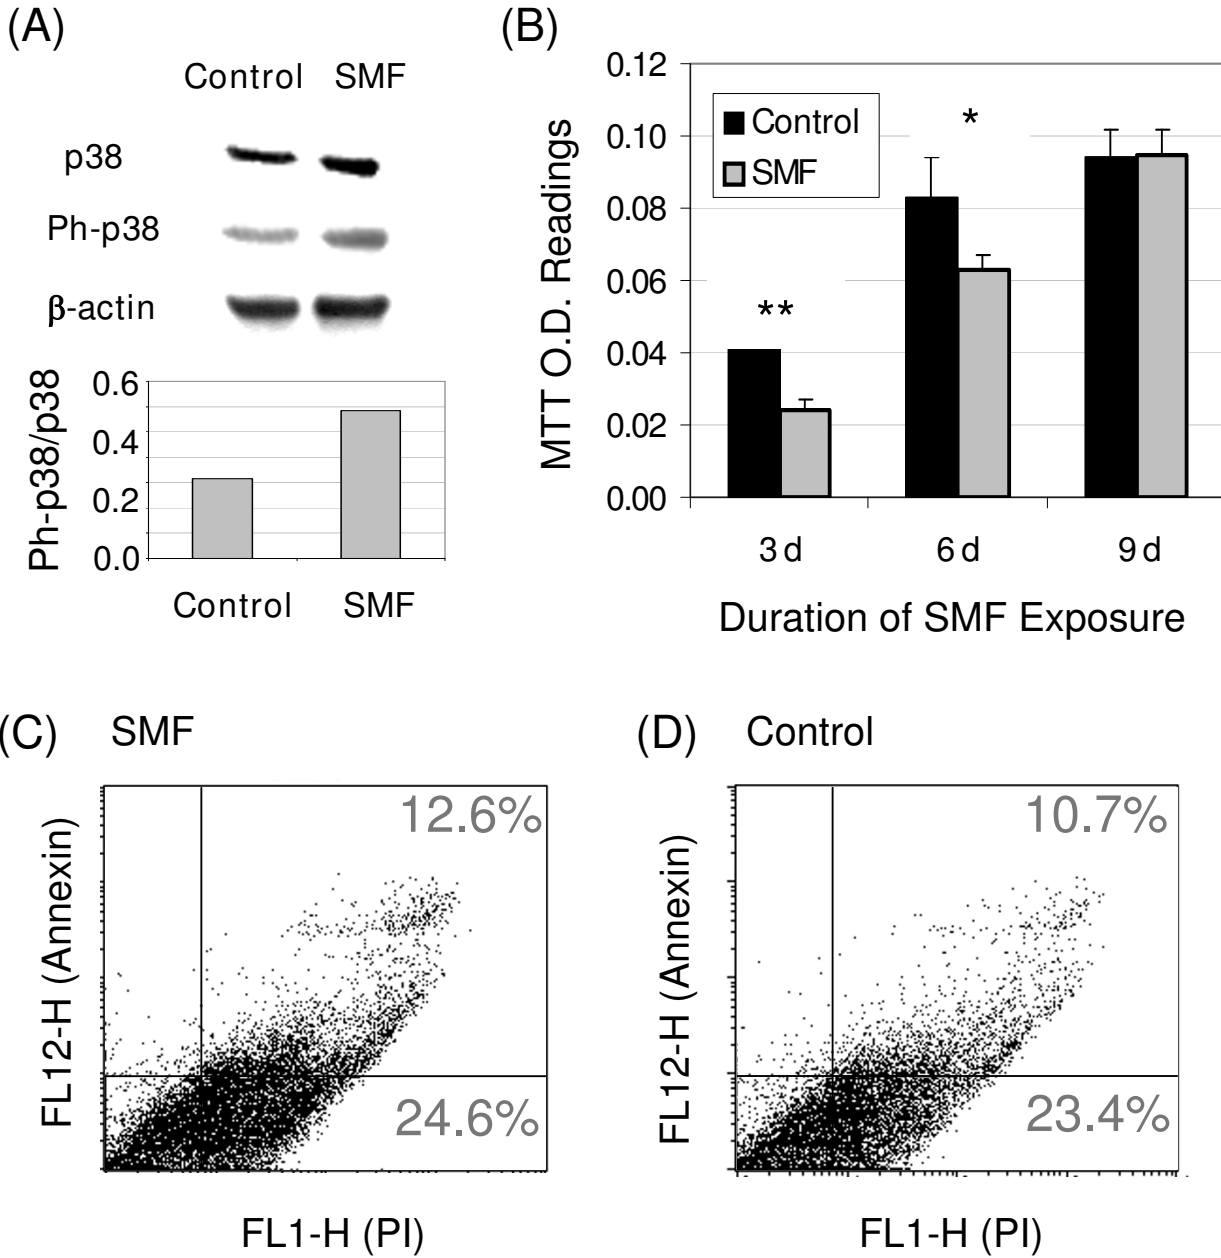 (A)
Control SMF
p38
Ph-p38
β-actin
Ph-p38/p38
0.6
0.4
0.2
0.0
Control SMF
(B)
MTT O.D. Readings
0.12
0.10
0.08
0.06
0.04
0.02
0.00
Control
SMF
*
**
3 d 6 d 9 d
Duration of SMF Exposure
(C) SMF
FL12-H (Annexin)
12.6%
24.6%
FL1-H (PI)
(D) Control
FL12-H (Annexin)
10.7%
23.4%
FL1-H (PI)